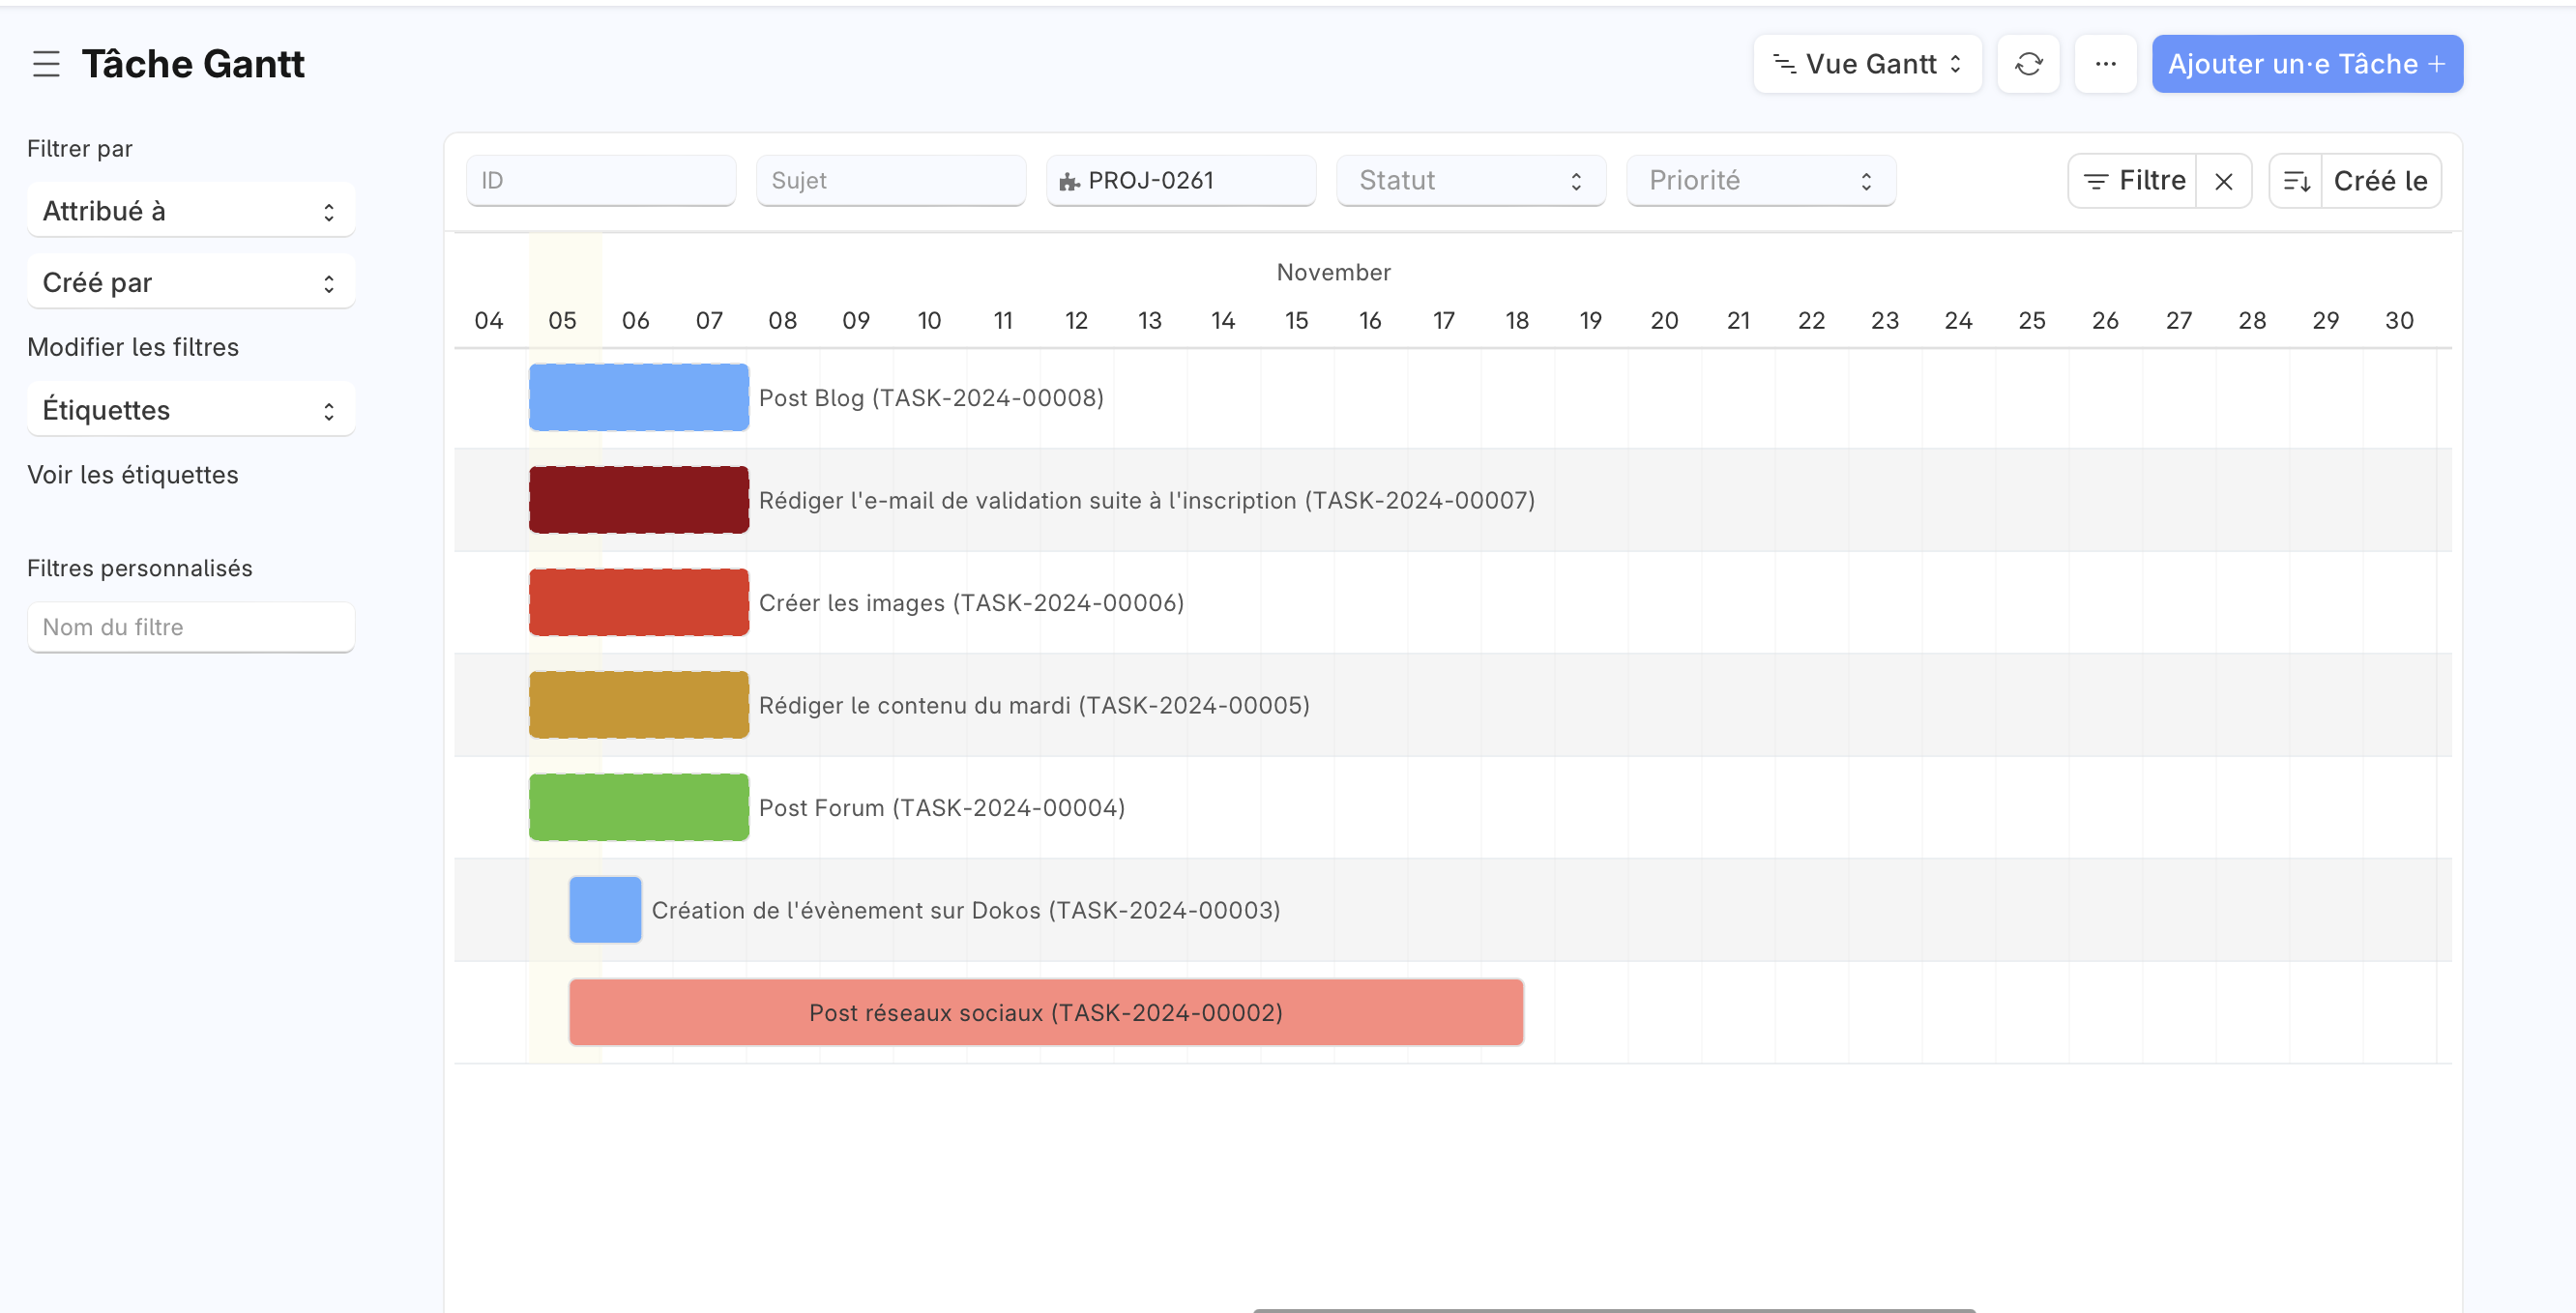 Tâche Gantt
Vue Gantt
Ajouter un·e Tâche +
Filtrer par
Attribué à
Créé par
Modifier les filtres
Étiquettes
Voir les étiquettes
Filtres personnalisés
Nom du filtre
ID Sujet PROJ-0261 Statut Priorité Filtre Créé le
November
04 05 06 07 08 09 10 11 12 13 14 15 16 17 18 19 20 21 22 23 24 25 26 27 28 29 30
Post Blog (TASK-2024-00008)
Rédiger l'e-mail de validation suite à l'inscription (TASK-2024-00007)
Créer les images (TASK-2024-00006)
Rédiger le contenu du mardi (TASK-2024-00005)
Post Forum (TASK-2024-00004)
Création de l'évènement sur Dokos (TASK-2024-00003)
Post réseaux sociaux (TASK-2024-00002)